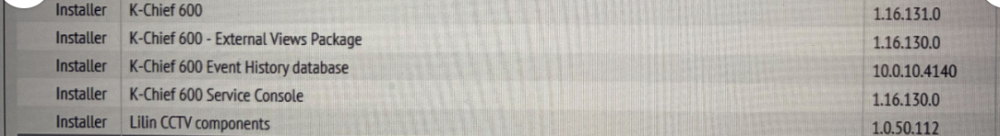 Installer K-Chief 600 1.16.131.0
Installer K-Chief 600 - External Views Package 1.16.130.0
Installer K-Chief 600 Event History database 10.0.10.4140
Installer K-Chief 600 Service Console 1.16.130.0
Installer Lilin CCTV components 1.0.50.112